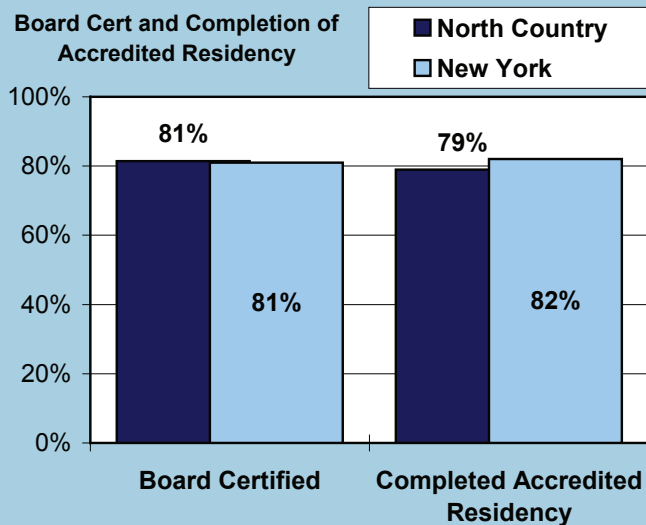 Board Cert and Completion of
Accredited Residency
North Country
New York
100%
80%
60%
40%
20%
0%
81%
81%
79%
82%
Board Certified
Completed Accredited
Residency